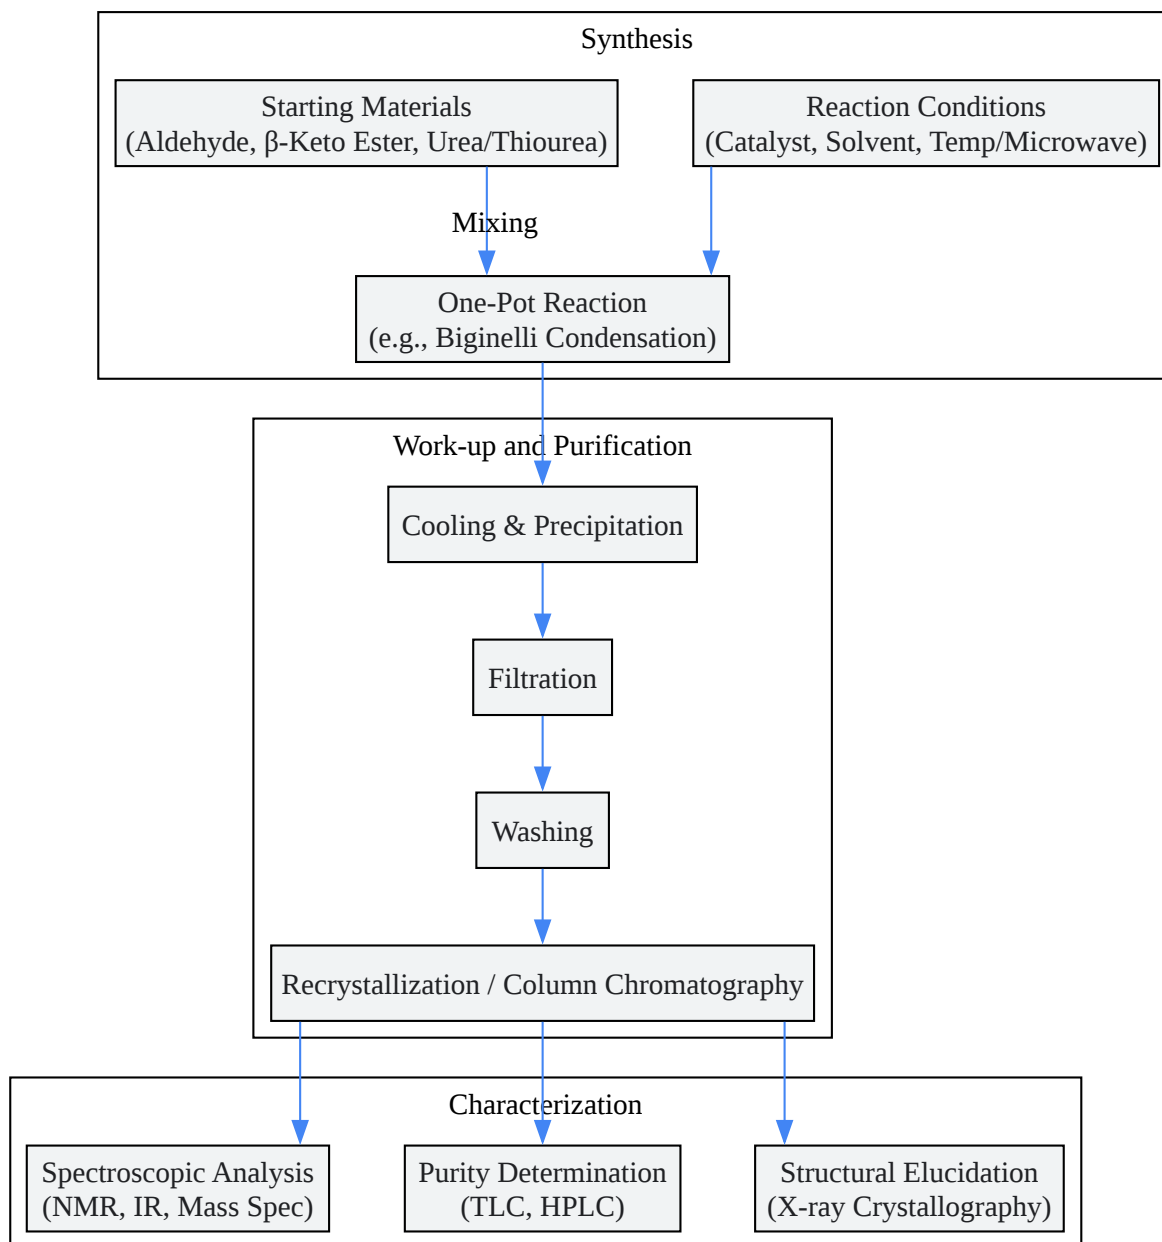 Synthesis
Starting Materials
(Aldehyde, β-Keto Ester, Urea/Thiourea)
Reaction Conditions
(Catalyst, Solvent, Temp/Microwave)
Mixing
One-Pot Reaction
(e.g., Biginelli Condensation)
Work-up and Purification
Cooling & Precipitation
Filtration
Washing
Recrystallization / Column Chromatography
Characterization
Spectroscopic Analysis
(NMR, IR, Mass Spec)
Purity Determination
(TLC, HPLC)
Structural Elucidation
(X-ray Crystallography)